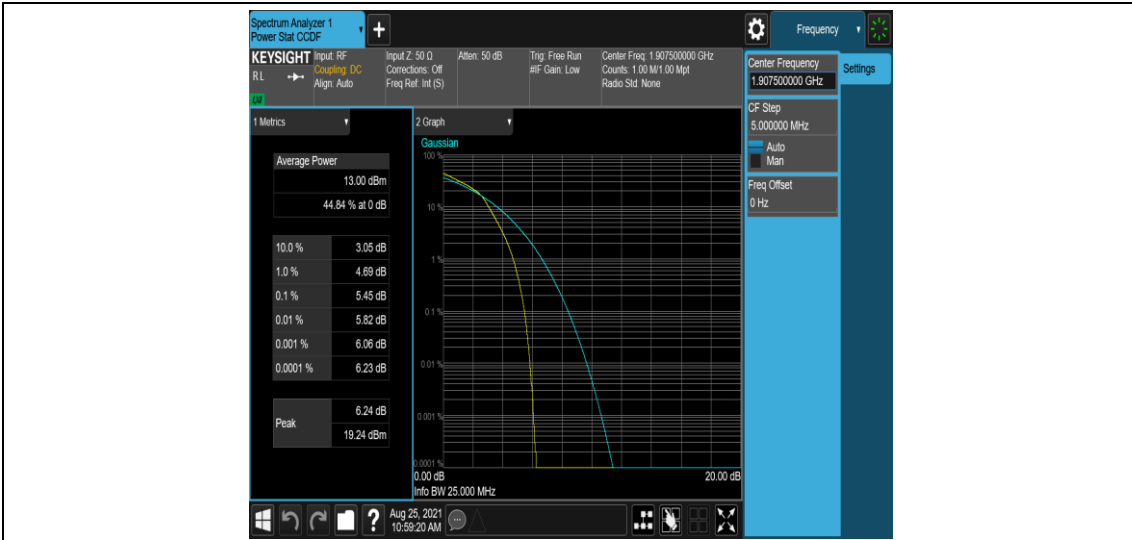 Spectrum Analyzer 1
Power Stat CCDF
+
Frequency
KEYSIGHT
R L
LNI
Input: RF
Coupling: DC
Align: Auto
Input Z: 50 Ω
Corrections: Off
Freq Ref: Int (S)
Atten: 50 dB
Trig: Free Run
#IF Gain: Low
Center Freq: 1.907500000 GHz
Counts: 1.00 M/1.00 Mpt
Radio Std: None
Center Frequency
1.907500000 GHz
Settings
CF Step
5.000000 MHz
Auto
Man
Freq Offset
0 Hz
1 Metrics
Average Power
13.00 dBm
44.84 % at 0 dB
10.0 % 3.05 dB
1.0 % 4.69 dB
0.1 % 5.45 dB
0.01 % 5.82 dB
0.001 % 6.06 dB
0.0001 % 6.23 dB
Peak
6.24 dB
19.24 dBm
2 Graph
Gaussian
100 %
10 %
1 %
0.1 %
0.01 %
0.001 %
0.0001 %
0.00 dB 20.00 dB
Info BW 25.000 MHz
?
Aug 25, 2021
10:59:20 AM